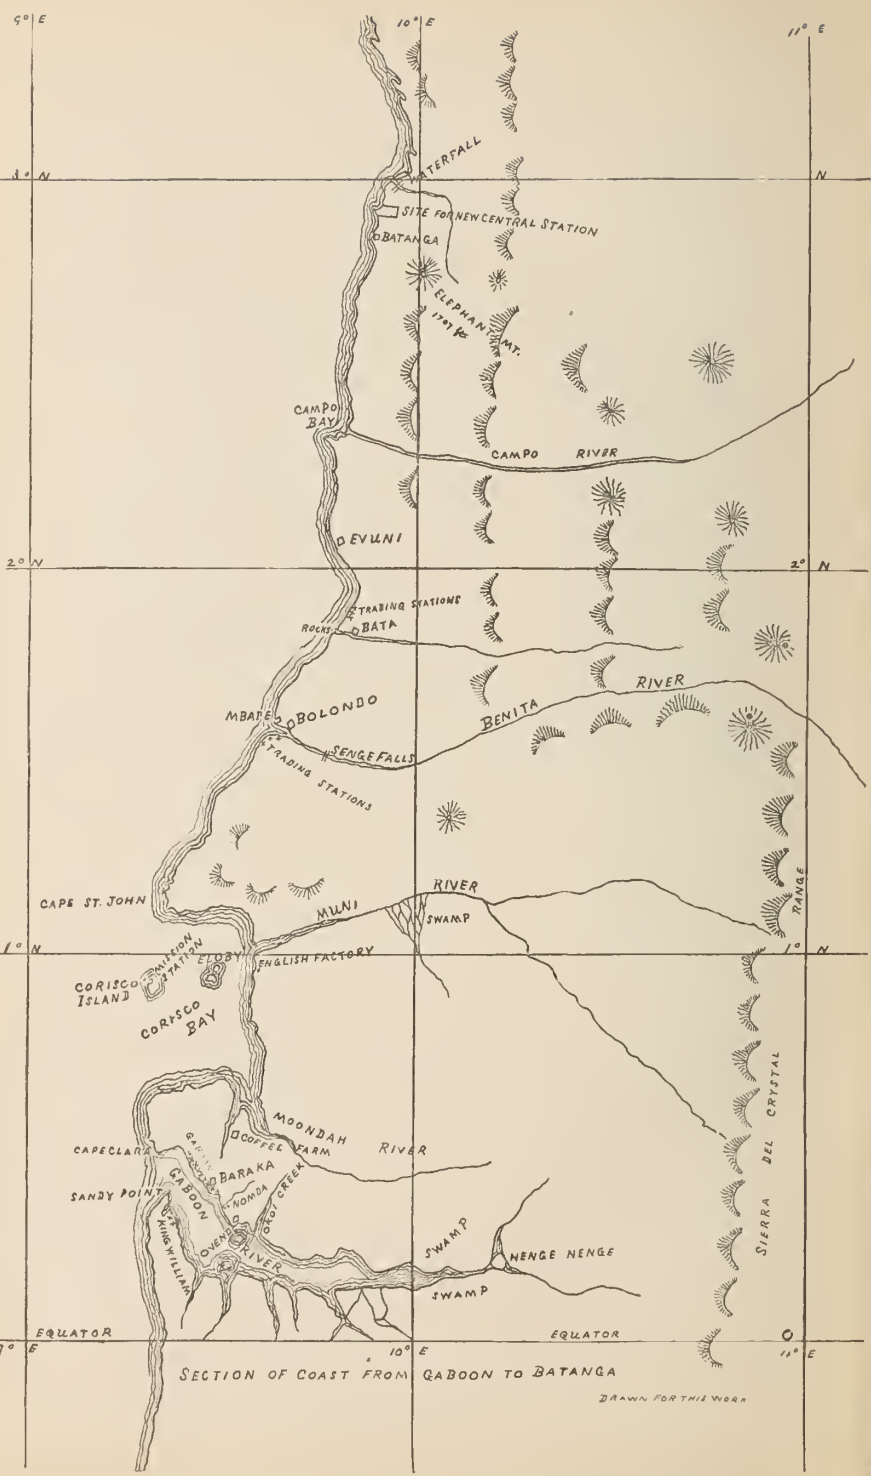 9° E
10° E
11° E
WATERFALL
3° N
N
SITE FOR NEW CENTRAL STATION
BATANGA
ELEPHANT MT.
1707 ft
CAMPO
BAY
CAMPO RIVER
EVUNI
2° N
2° N
TRADING STATIONS
ROCKS
BATA
BENITA RIVER
MBADE
BOLONDO
SENGE FALLS
TRADING STATIONS
CAPE ST. JOHN
MUNI RIVER
SWAMP
RANGE
1° N
1° N
MISSION
STATION
ELOBY
ENGLISH FACTORY
CORISCO
ISLAND
CORISCO
BAY
SIERRA DEL CRYSTAL
MOONDAH RIVER
COFFEE FARM
CAPE CLARA
GABOON
BARAKA
SANDY POINT
NOMBA
OKOI CREEK
KING WILLIAM
OVENDO
RIVER
SWAMP
NENGE NENGE
SWAMP
EQUATOR
EQUATOR
0
9° E
10° E
11° E
SECTION OF COAST FROM GABOON TO BATANGA
DRAWN FOR THIS WORK